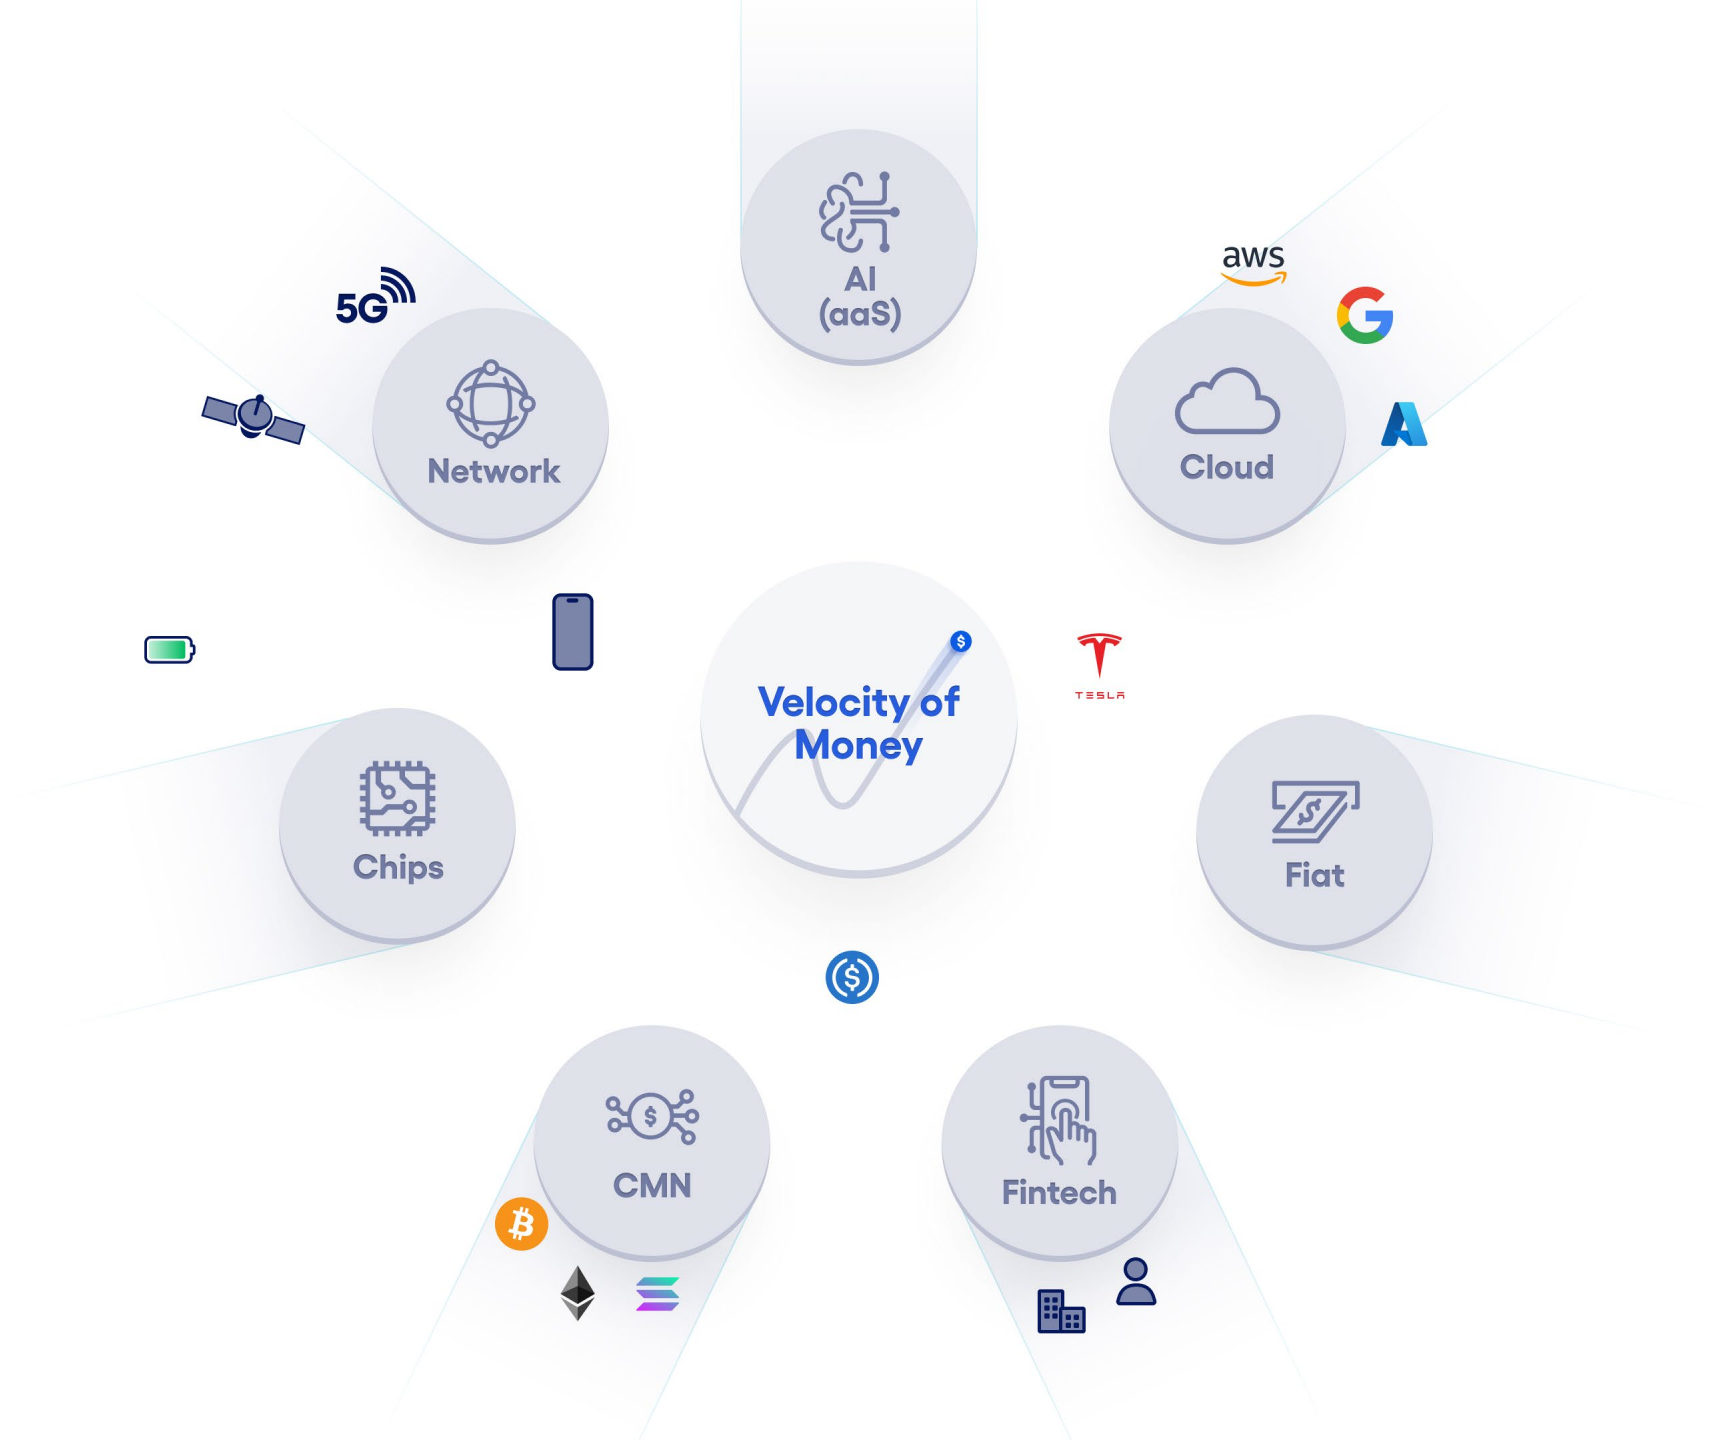 AI
(aaS)
aws
5G
Network
Cloud
Velocity of
Money
$
TESLA
Chips
$
Fiat
$
$
CMN
Fintech